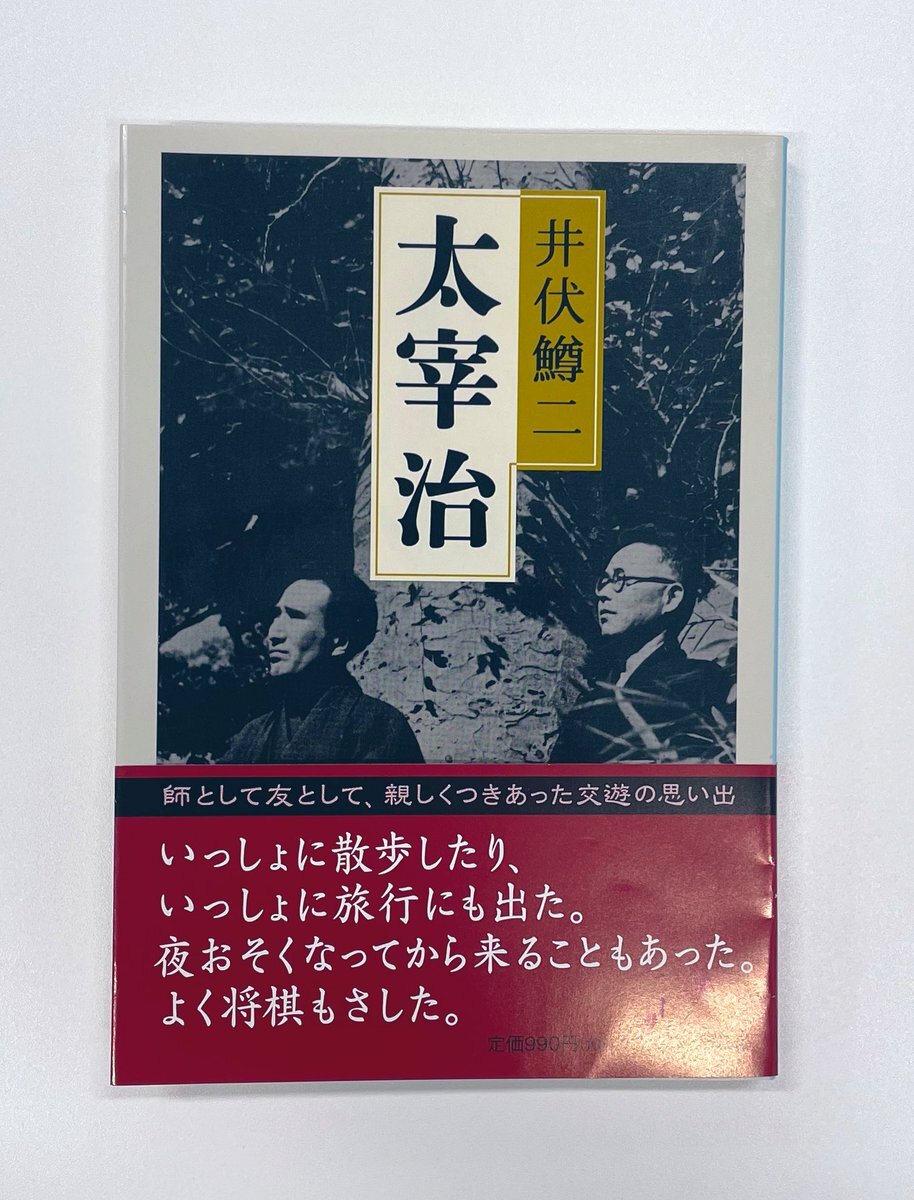 井伏鱒二
太宰治
師として友として、親しくつきあった交遊の思い出
いっしょに散歩したり、
いっしょに旅行にも出た。
夜おそくなってから来ることもあった。
よく将棋もさした。
定価990円